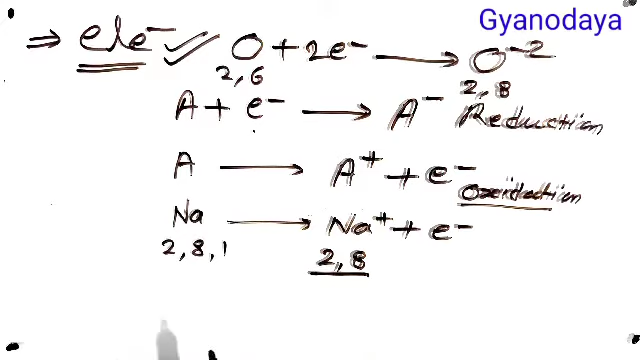 Gyanodaya
⇒ ele⁻ O + 2e⁻ ⟶ O⁻²
2,6 2,8
A + e⁻ ⟶ A⁻ Reduction
A ⟶ A⁺ + e⁻
Oxidation
Na ⟶ Na⁺ + e⁻
2,8,1 2,8